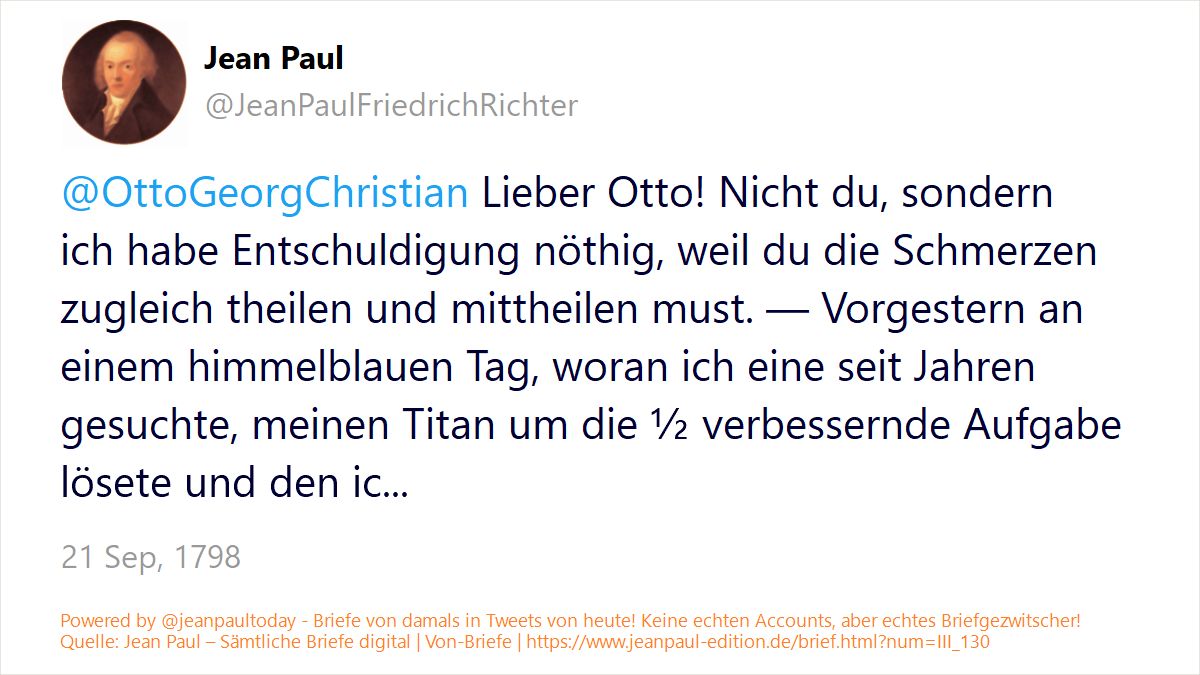 Jean Paul
@JeanPaulFriedrichRichter
@OttoGeorgChristian Lieber Otto! Nicht du, sondern
ich habe Entschuldigung nöthig, weil du die Schmerzen
zugleich theilen und mittheilen must. — Vorgestern an
einem himmelblauen Tag, woran ich eine seit Jahren
gesuchte, meinen Titan um die ½ verbessernde Aufgabe
lösete und den ic...
21 Sep, 1798
Powered by @jeanpaultoday - Briefe von damals in Tweets von heute! Keine echten Accounts, aber echtes Briefgezwitscher!
Quelle: Jean Paul – Sämtliche Briefe digital | Von-Briefe | https://www.jeanpaul-edition.de/brief.html?num=III_130